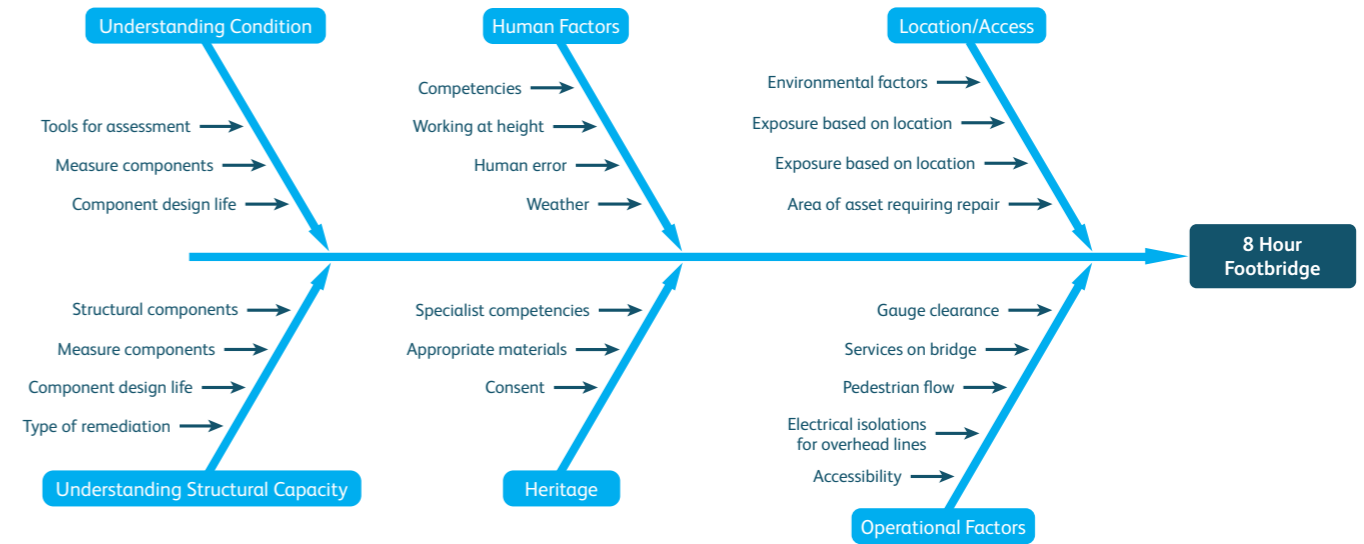 Understanding Condition
Tools for assessment
Measure components
Component design life
Human Factors
Competencies
Working at height
Human error
Weather
Location/Access
Environmental factors
Exposure based on location
Exposure based on location
Area of asset requiring repair
8 Hour
Footbridge
Structural components
Measure components
Component design life
Type of remediation
Understanding Structural Capacity
Specialist competencies
Appropriate materials
Consent
Heritage
Gauge clearance
Services on bridge
Pedestrian flow
Electrical isolations
for overhead lines
Accessibility
Operational Factors